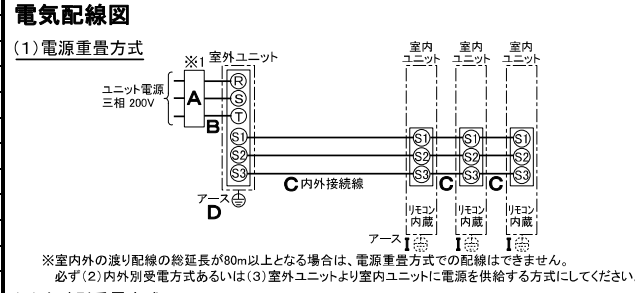 電気配線図
(1)電源重畳方式
※1 室外ユニット
室内 室内 室内
ユニット ユニット ユニット
ユニット電源
三相 200V
A
R
S
T
B
S1 S1 S1 S1
S2 S2 S2 S2
S3 S3 C S3 C S3
C 内外接続線
アース
D
リモコン リモコン リモコン
内蔵 内蔵 内蔵
アース I I I
※室内外の渡り配線の総延長が80m以上となる場合は、電源重畳方式での配線はできません。
必ず(2)内外別受電方式あるいは(3)室外ユニットより室内ユニットに電源を供給する方式にしてください